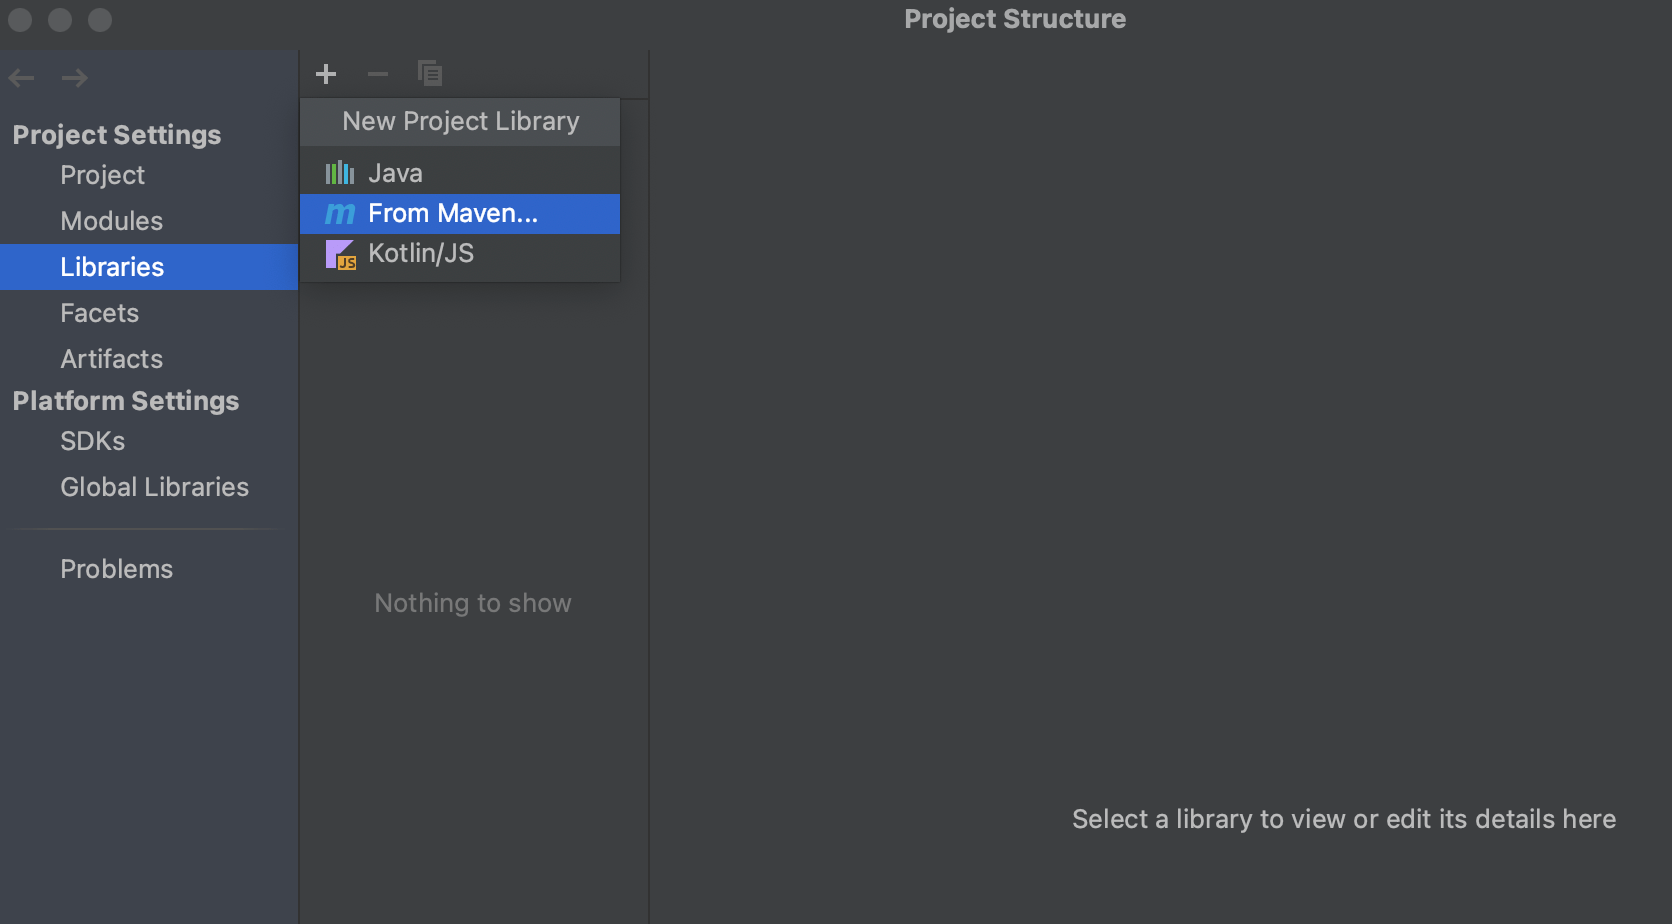 Project Structure
Project Settings
Project
Modules
Libraries
Facets
Artifacts
Platform Settings
SDKs
Global Libraries
Problems
New Project Library
Java
m From Maven...
JS Kotlin/JS
Nothing to show
Select a library to view or edit its details here